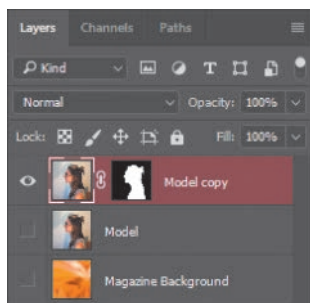 Layers Channels Paths
Kind
Normal Opacity: 100%
Lock: Fill: 100%
Model copy
Model
Magazine Background